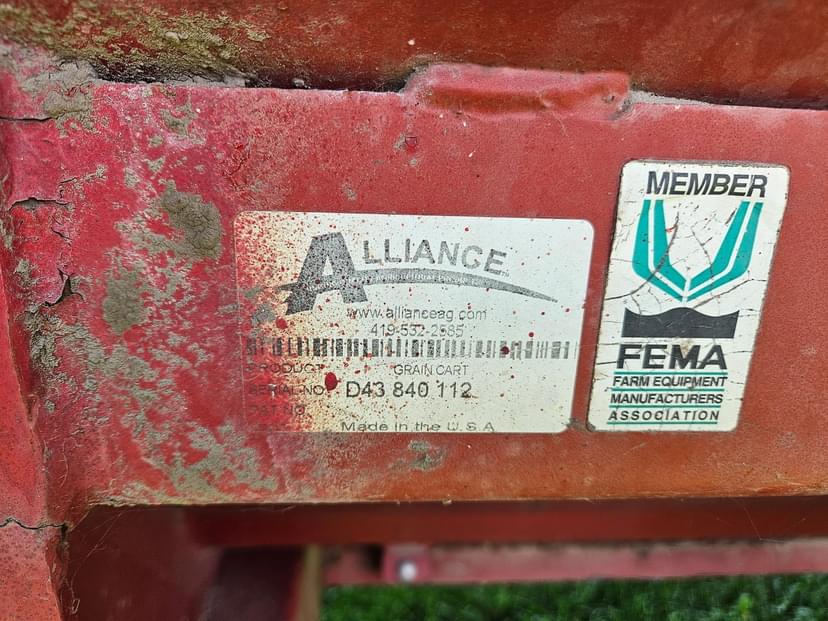 ALLIANCE
www.allianceag.com
419-532-2585
PRODUCT GRAIN CART
SERIAL NO. D43 840 112
PAT NO.
Made in the U.S.A
MEMBER
FEMA
FARM EQUIPMENT
MANUFACTURERS
ASSOCIATION